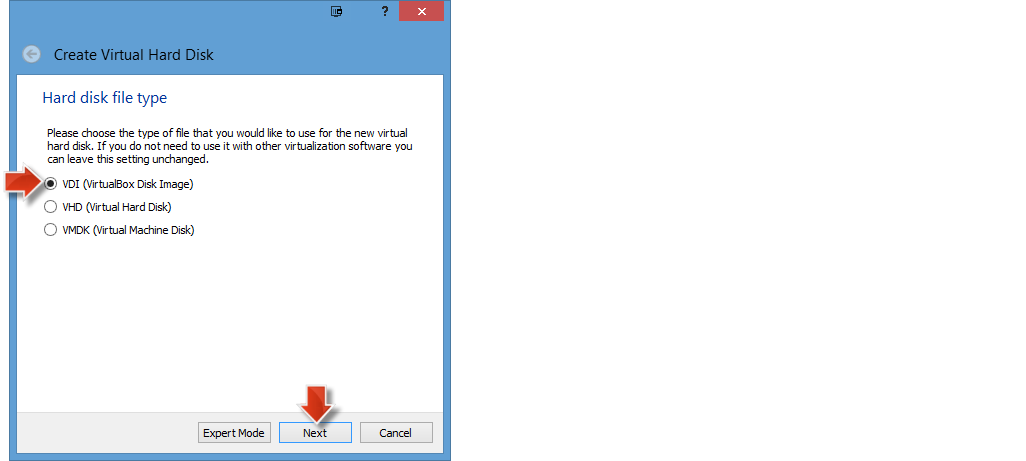 ?
Create Virtual Hard Disk
Hard disk file type
Please choose the type of file that you would like to use for the new virtual
hard disk. If you do not need to use it with other virtualization software you
can leave this setting unchanged.
VDI (VirtualBox Disk Image)
VHD (Virtual Hard Disk)
VMDK (Virtual Machine Disk)
Expert Mode Next Cancel